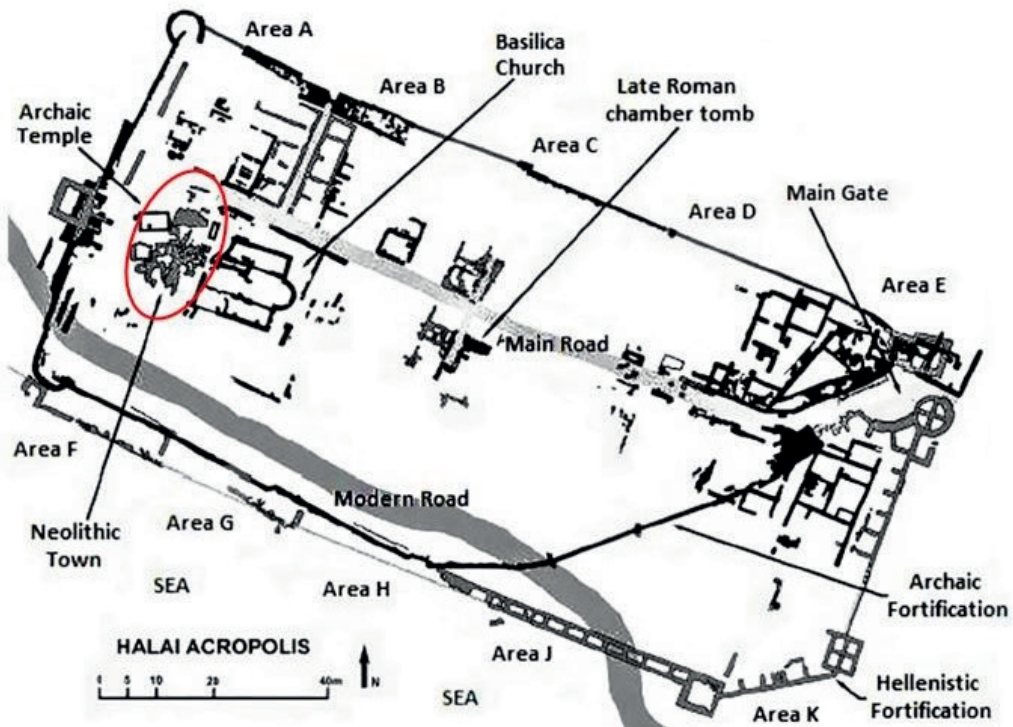 Area A
Basilica
Church
Area B
Late Roman
chamber tomb
Archaic
Temple
Area C
Main Gate
Area D
Area E
Main Road
Area F
Modern Road
Area G
Neolithic
Town
SEA
Area H
Archaic
Fortification
HALAI ACROPOLIS
N
0 5 10 20 40m
Area J
SEA
Hellenistic
Fortification
Area K